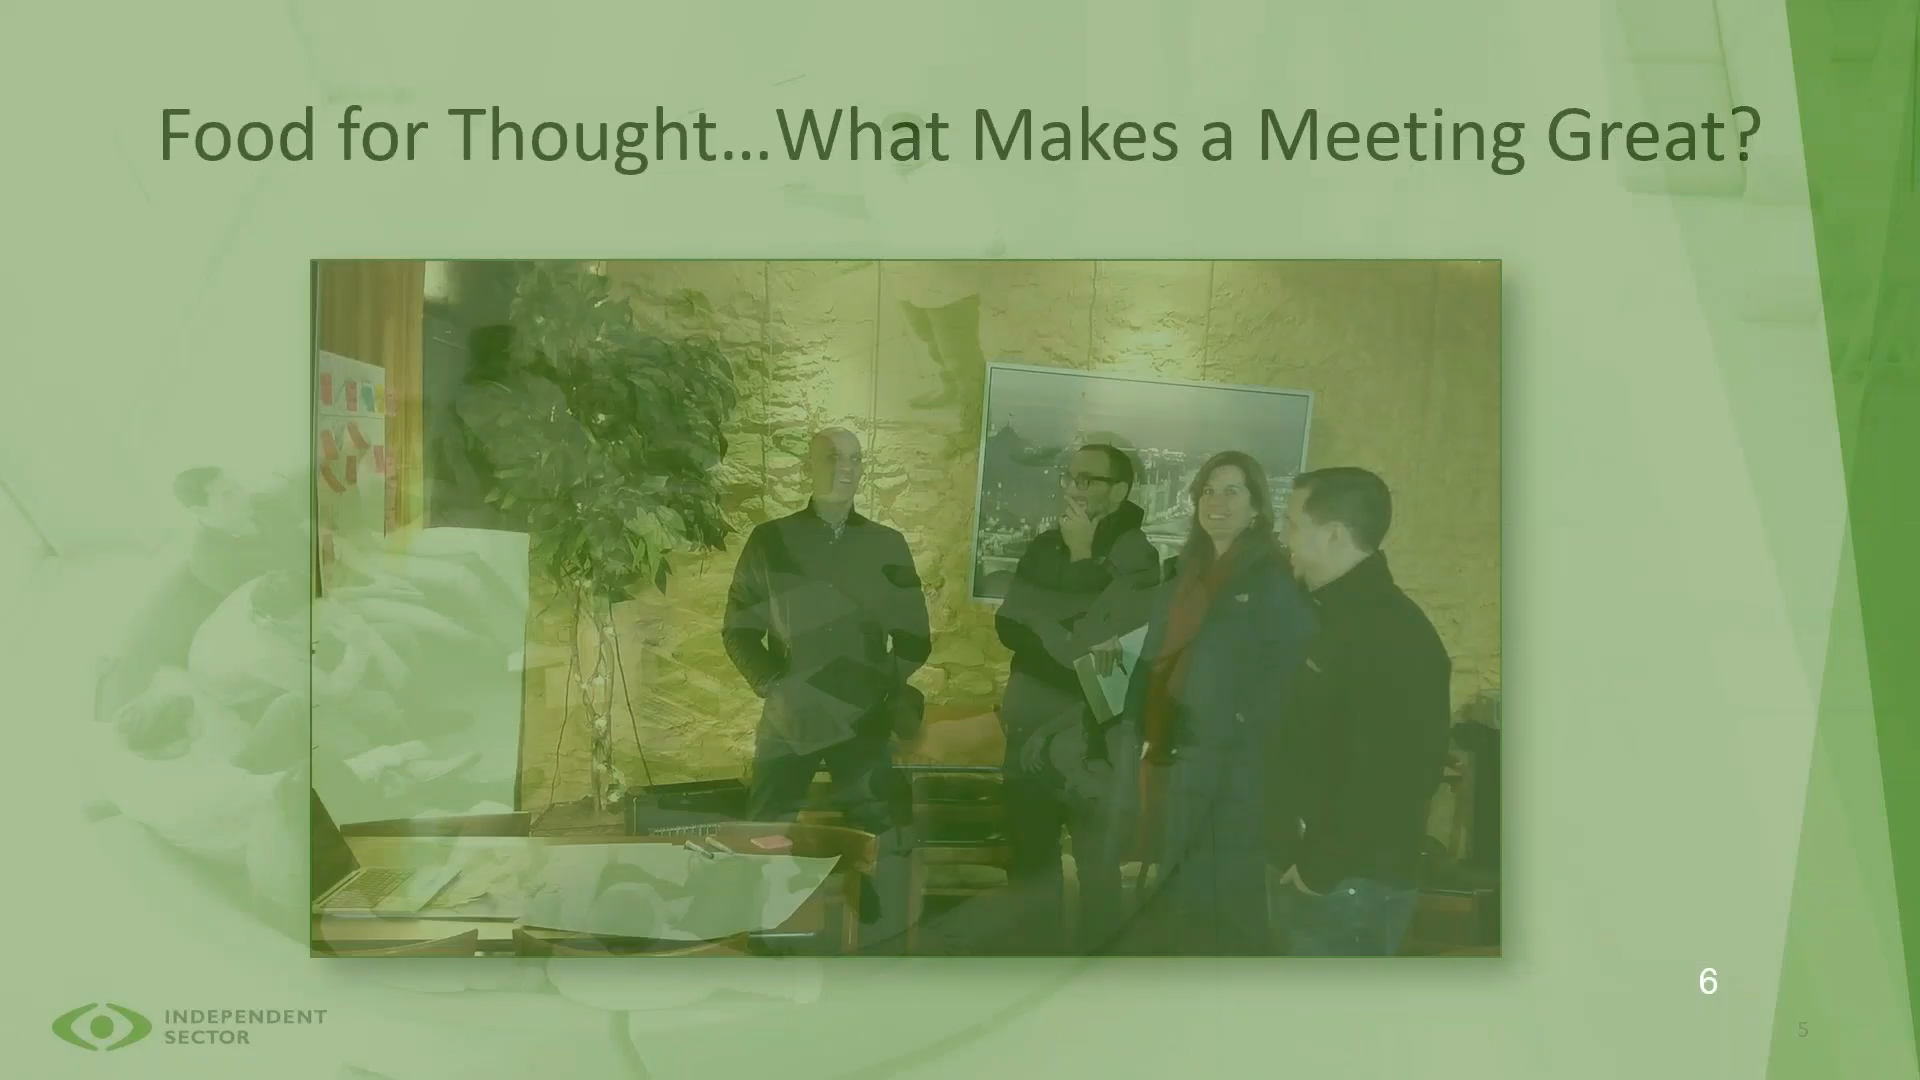 Food for Thought…What Makes a Meeting Great?
6
INDEPENDENT
SECTOR
5